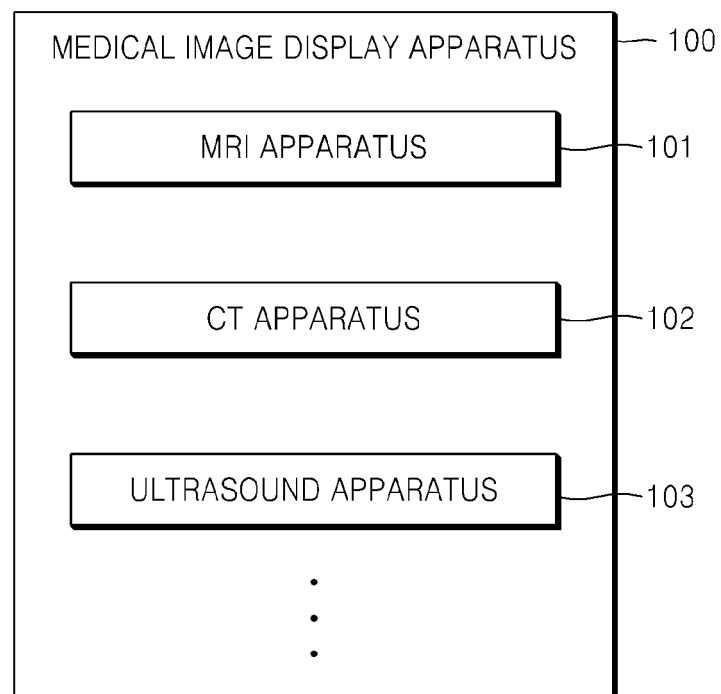 MEDICAL IMAGE DISPLAY APPARATUS 100
MRI APPARATUS 101
CT APPARATUS 102
ULTRASOUND APPARATUS 103